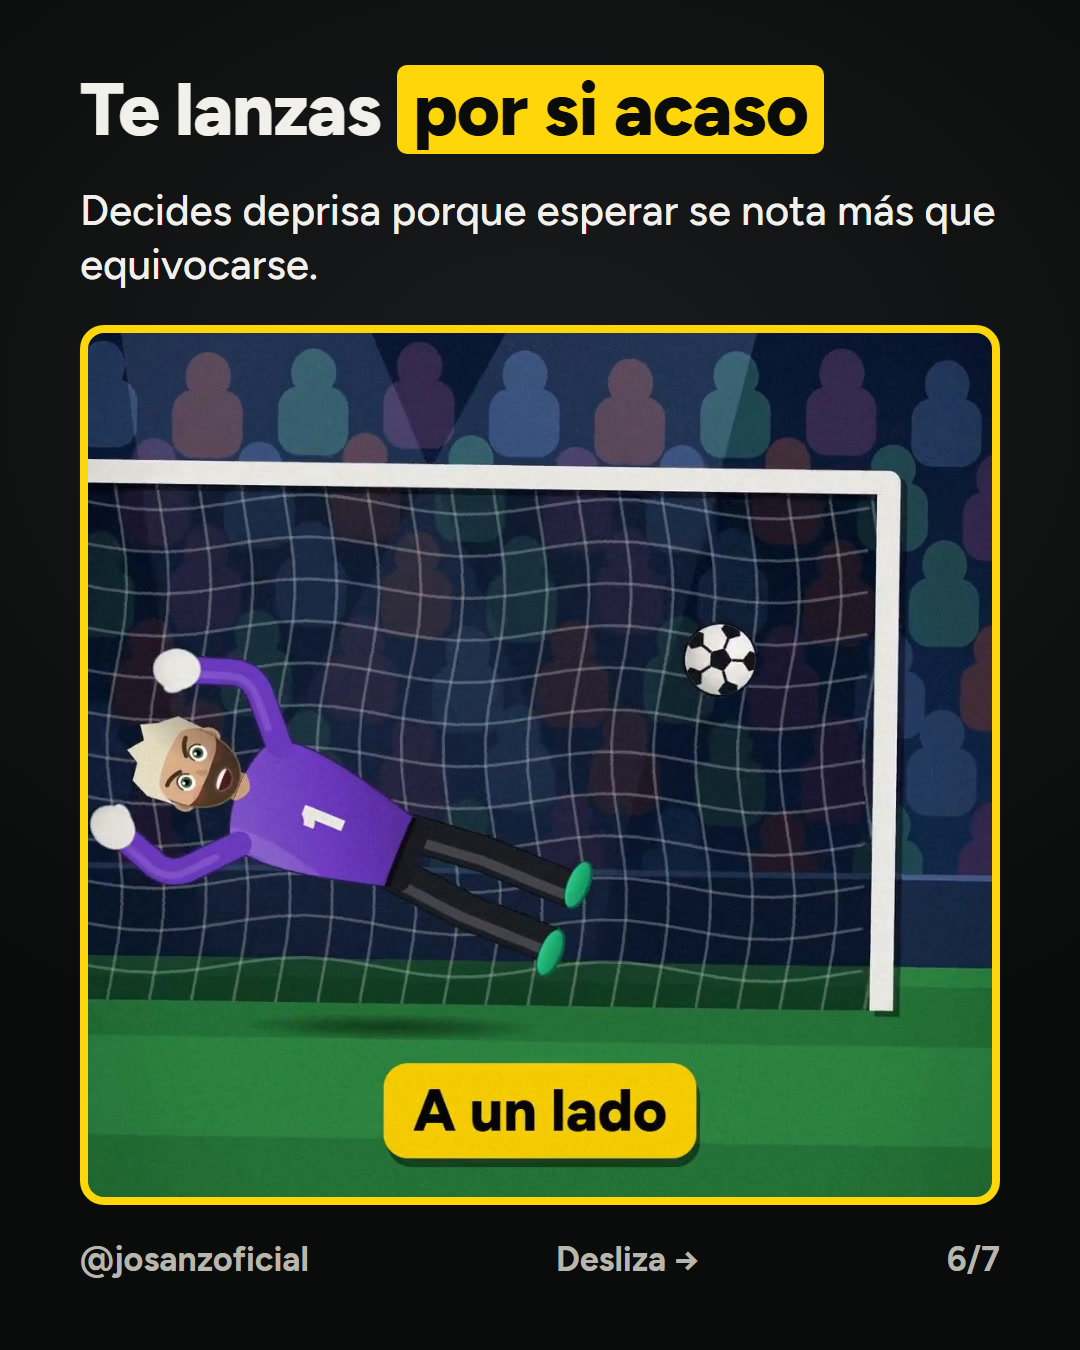 Te lanzas por si acaso
Decides deprisa porque esperar se nota más que
equivocarse.
1
A un lado
@josanzoficial
Desliza →
6/7